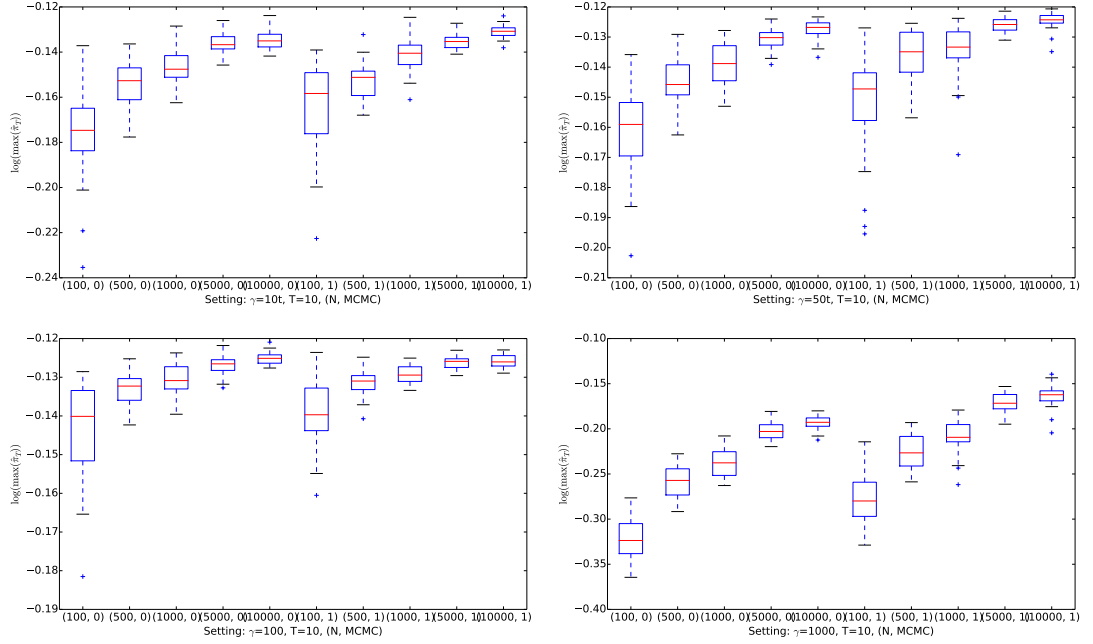 −0.12
−0.14
−0.16
−0.18
−0.20
−0.22
−0.24
log(max(π̂_T))
(100, 0) (500, 0) (1000, 0) (5000, 0) (10000, 0) (100, 1) (500, 1) (1000, 1) (5000, 1) (10000, 1)
Setting: γ=10t, T=10, (N, MCMC)
−0.12
−0.13
−0.14
−0.15
−0.16
−0.17
−0.18
−0.19
−0.20
−0.21
log(max(π̂_T))
(100, 0) (500, 0) (1000, 0) (5000, 0) (10000, 0) (100, 1) (500, 1) (1000, 1) (5000, 1) (10000, 1)
Setting: γ=50t, T=10, (N, MCMC)
−0.12
−0.13
−0.14
−0.15
−0.16
−0.17
−0.18
−0.19
log(max(π̂_T))
(100, 0) (500, 0) (1000, 0) (5000, 0) (10000, 0) (100, 1) (500, 1) (1000, 1) (5000, 1) (10000, 1)
Setting: γ=100, T=10, (N, MCMC)
−0.10
−0.15
−0.20
−0.25
−0.30
−0.35
−0.40
log(max(π̂_T))
(100, 0) (500, 0) (1000, 0) (5000, 0) (10000, 0) (100, 1) (500, 1) (1000, 1) (5000, 1) (10000, 1)
Setting: γ=1000, T=10, (N, MCMC)